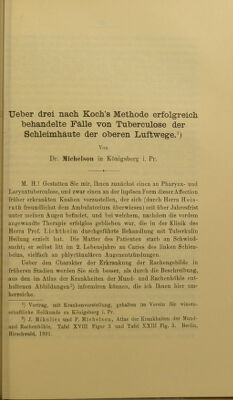 Ueber drei nach Koch's Methode erfolgreich
behandelte Fälle von Tuberculose der
Schleimhäute der oberen Luftwege.¹)
Von
Dr. Michelson in Königsberg i. Pr.
M. H.! Gestatten Sie mir, Ihnen zunächst einen an Pharynx- und
Larynxtuberculose, und zwar einen an der lupösen Form dieser Affection
früher erkrankten Knaben vorzustellen, der sich (durch Herrn Hein-
rath freundlichst dem Ambulatorium überwiesen) seit über Jahresfrist
unter meinen Augen befindet, und bei welchem, nachdem die vordem
angewandte Therapie erfolglos geblieben war, die in der Klinik des
Herrn Prof. Lichtheim durchgeführte Behandlung mit Tuberkulin
Heilung erzielt hat. Die Mutter des Patienten starb an Schwind-
sucht; er selbst litt im 2. Lebensjahre an Caries des linken Schien-
beins, vielfach an phlyctänulären Augenentzündungen.
Ueber den Charakter der Erkrankung der Rachengebilde in
früheren Stadien werden Sie sich besser, als durch die Beschreibung,
aus den im Atlas der Krankheiten der Mund- und Rachenhöhle ent-
haltenen Abbildungen²) informiren können, die ich Ihnen hier um-
herreiche.
¹) Vortrag, mit Krankenvorstellung, gehalten im Verein für wissen-
schaftliche Heilkunde zu Königsberg i. Pr.
²) J. Mikulicz und P. Michelson, Atlas der Krankheiten der Mund-
und Rachenhöhle, Tafel XVIII Figur 3 und Tafel XXIII Fig. 3. Berlin,
Hirschwald, 1891.